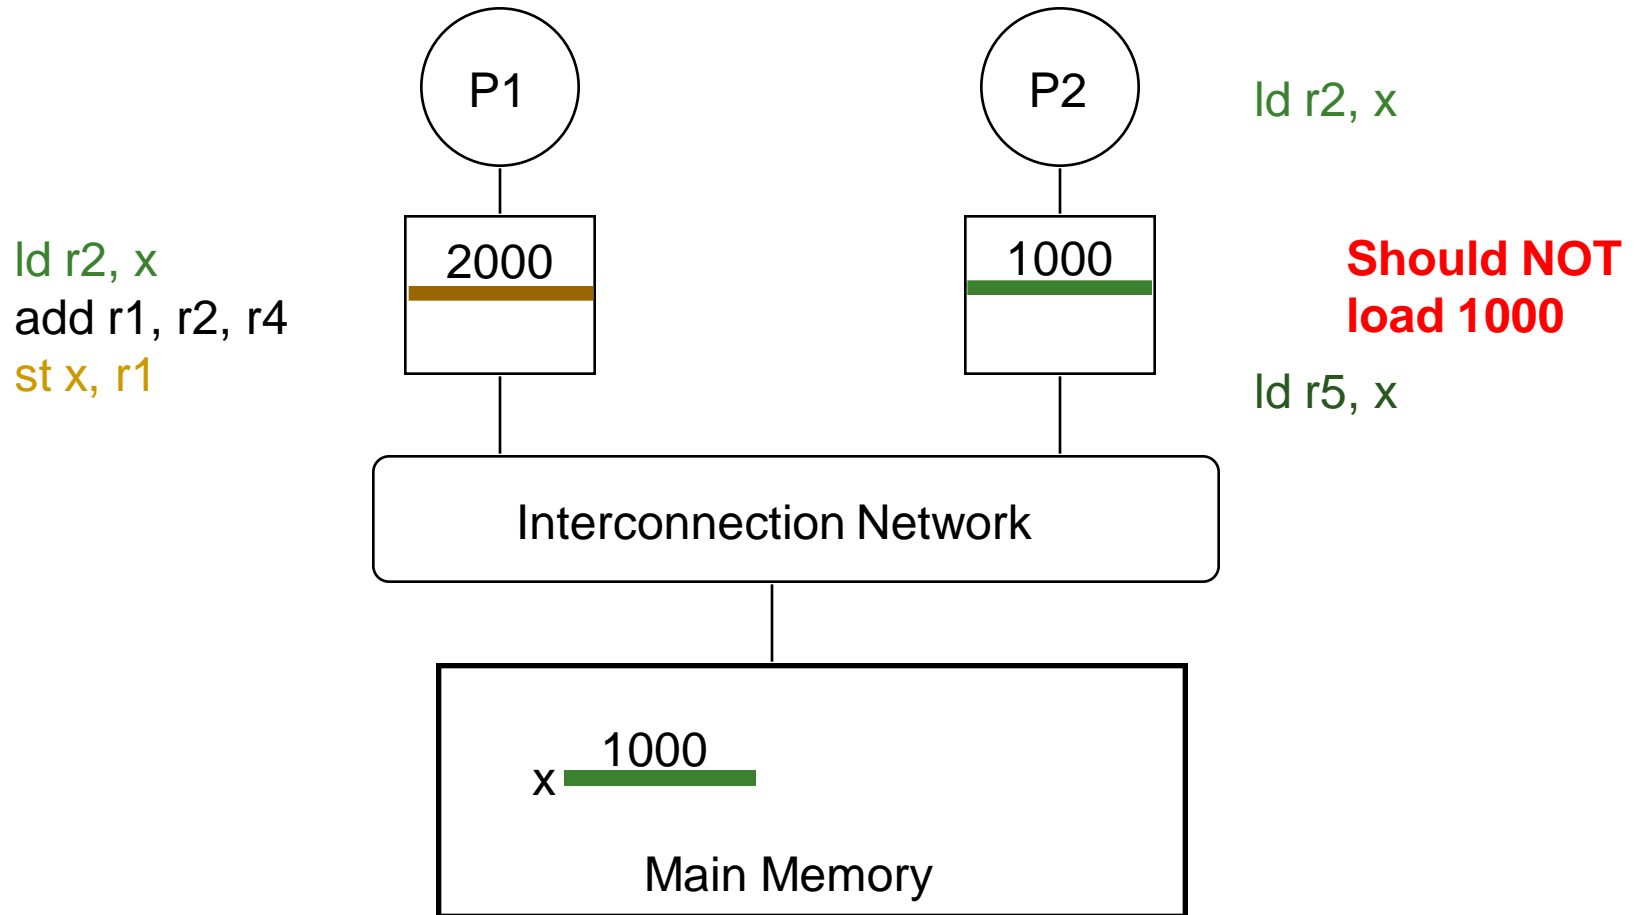 P1
P2
ld r2, x
2000
1000
ld r2, x
add r1, r2, r4
st x, r1
Should NOT
load 1000
ld r5, x
Interconnection Network
1000
x
Main Memory